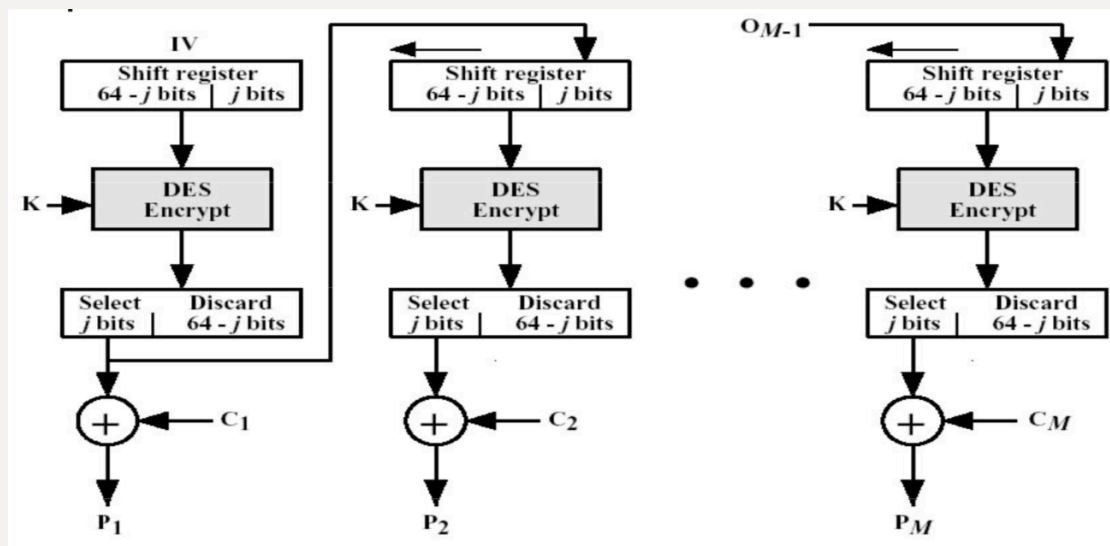 IV
Shift register
64 - j bits j bits
K
DES
Encrypt
Select Discard
j bits 64 - j bits
C1
P1
Shift register
64 - j bits j bits
K
DES
Encrypt
Select Discard
j bits 64 - j bits
C2
P2
OM-1
Shift register
64 - j bits j bits
K
DES
Encrypt
Select Discard
j bits 64 - j bits
CM
PM